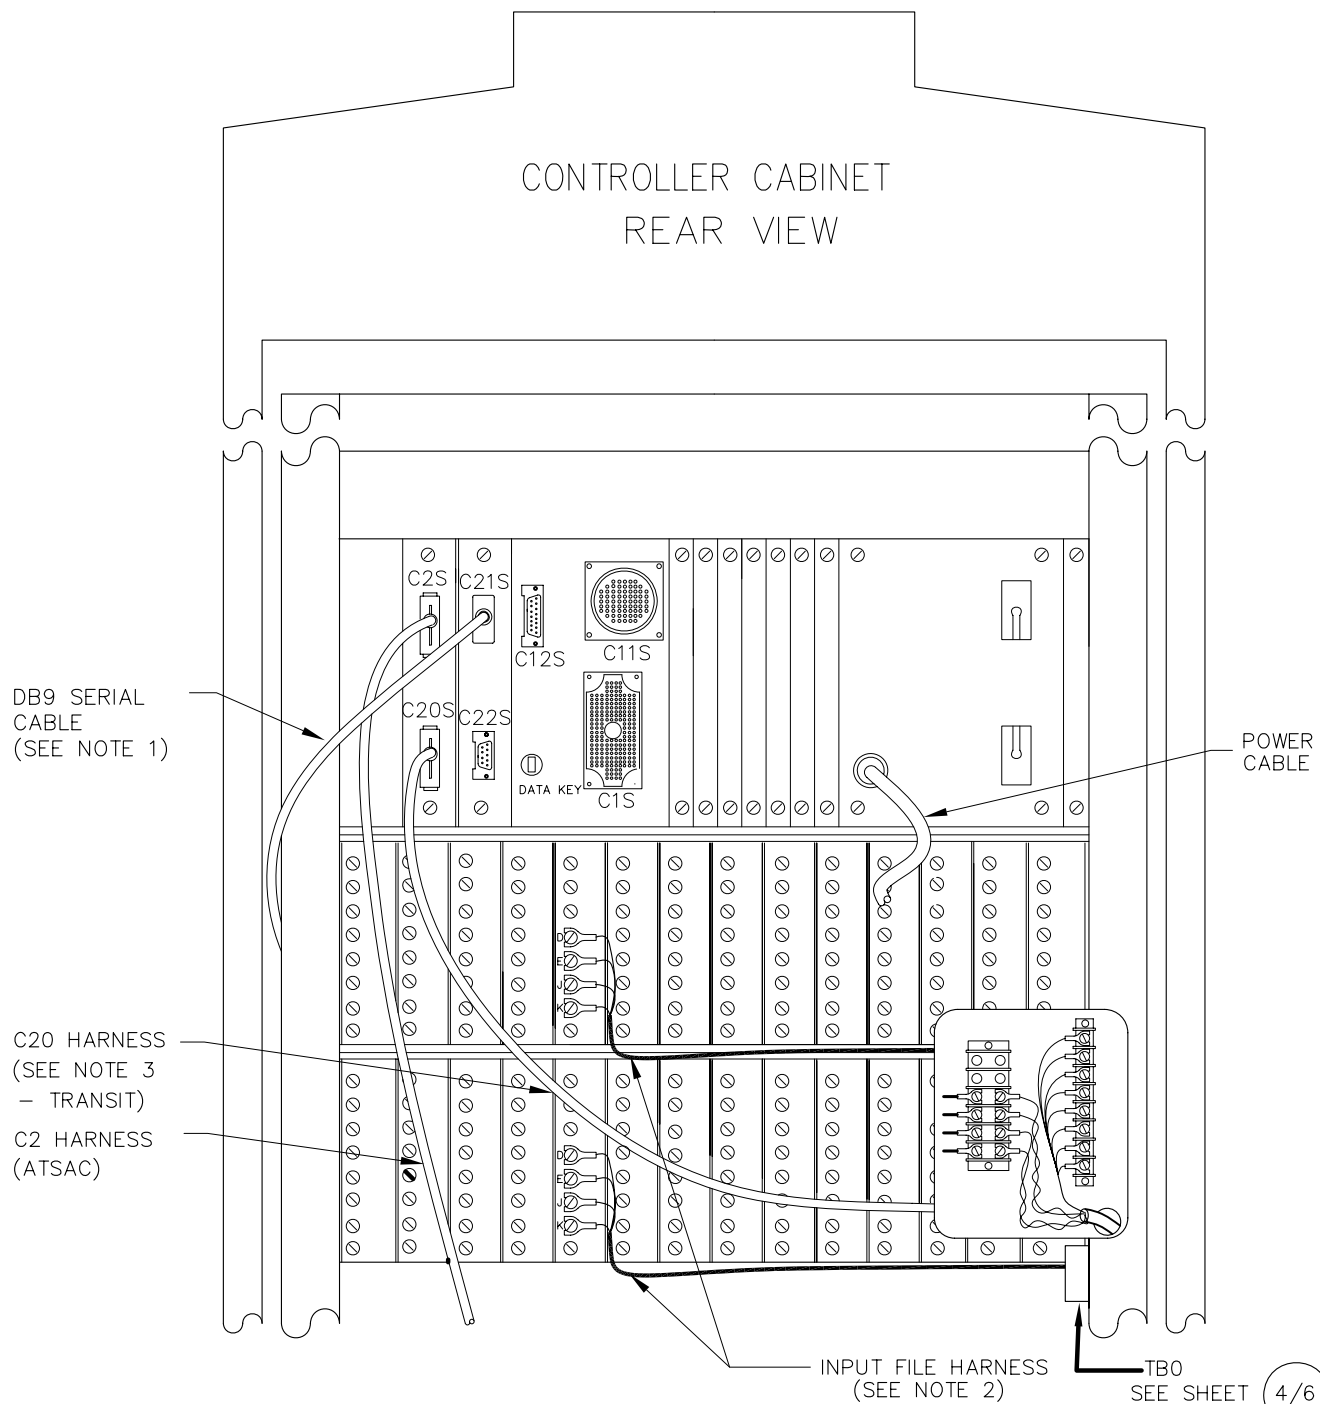 CONTROLLER CABINET
REAR VIEW
C2S
C21S
C12S
C11S
C20S
C22S
DATA KEY
C1S
DB9 SERIAL
CABLE
(SEE NOTE 1)
POWER
CABLE
D
E
J
K
C20 HARNESS
(SEE NOTE 3
- TRANSIT)
C2 HARNESS
(ATSAC)
D
E
J
K
INPUT FILE HARNESS
(SEE NOTE 2)
TBO
SEE SHEET 4/6